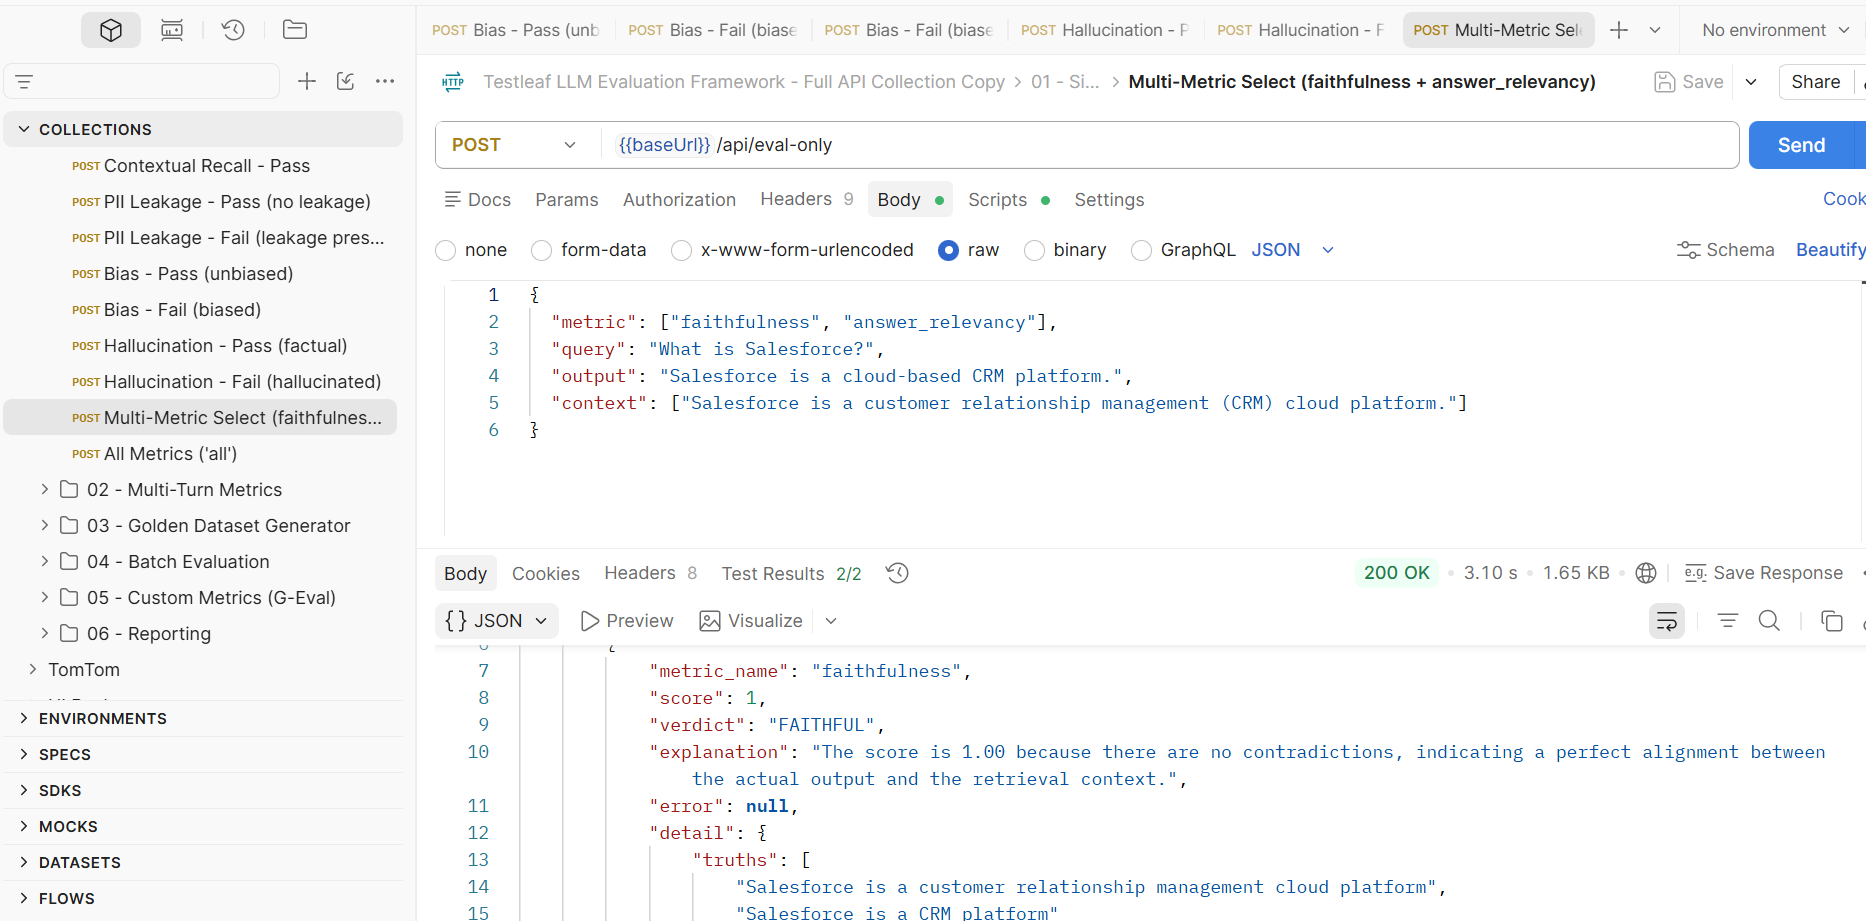 POST Bias - Pass (unb
POST Bias - Fail (biase
POST Bias - Fail (biase
POST Hallucination - P
POST Hallucination - F
POST Multi-Metric Sel
No environment
HTTP Testleaf LLM Evaluation Framework - Full API Collection Copy > 01 - Si... > Multi-Metric Select (faithfulness + answer_relevancy)
Save
Share
COLLECTIONS
POST Contextual Recall - Pass
POST PII Leakage - Pass (no leakage)
POST PII Leakage - Fail (leakage pres...
POST Bias - Pass (unbiased)
POST Bias - Fail (biased)
POST Hallucination - Pass (factual)
POST Hallucination - Fail (hallucinated)
POST Multi-Metric Select (faithfulnes...
POST All Metrics ('all')
02 - Multi-Turn Metrics
03 - Golden Dataset Generator
04 - Batch Evaluation
05 - Custom Metrics (G-Eval)
06 - Reporting
TomTom
ENVIRONMENTS
SPECS
SDKS
MOCKS
DATASETS
FLOWS
POST {{baseUrl}} /api/eval-only
Send
Docs Params Authorization Headers 9 Body Scripts Settings
Cook
none form-data x-www-form-urlencoded raw binary GraphQL JSON
Schema Beautify
1 {
2 "metric": ["faithfulness", "answer_relevancy"],
3 "query": "What is Salesforce?",
4 "output": "Salesforce is a cloud-based CRM platform.",
5 "context": ["Salesforce is a customer relationship management (CRM) cloud platform."]
6 }
Body Cookies Headers 8 Test Results 2/2
200 OK 3.10 s 1.65 KB e.g. Save Response
{} JSON Preview Visualize
6 {
7 "metric_name": "faithfulness",
8 "score": 1,
9 "verdict": "FAITHFUL",
10 "explanation": "The score is 1.00 because there are no contradictions, indicating a perfect alignment between
the actual output and the retrieval context.",
11 "error": null,
12 "detail": {
13 "truths": [
14 "Salesforce is a customer relationship management cloud platform",
15 "Salesforce is a CRM platform"